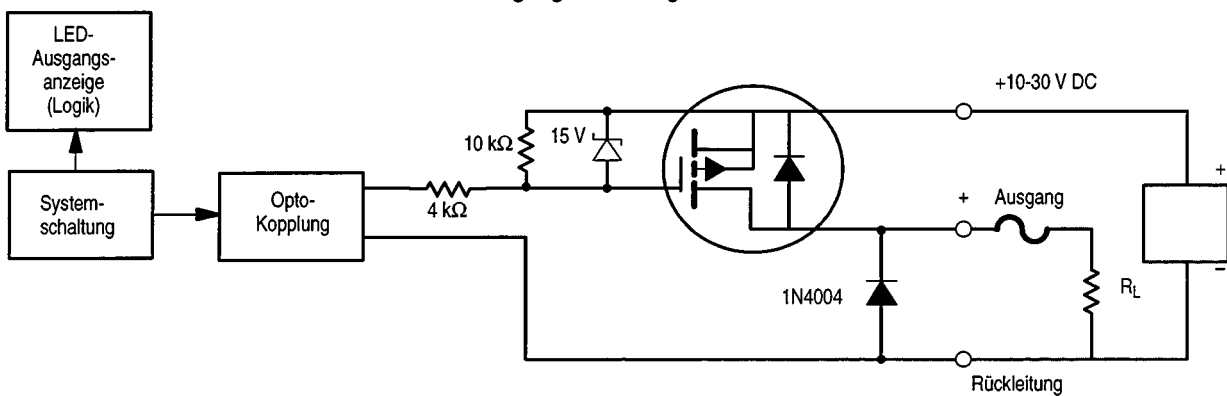 LED-
Ausgangs-
anzeige
(Logik)
+10-30 V DC
10 kΩ
15 V
System-
schaltung
Opto-
Kopplung
4 kΩ
+ Ausgang
+
1N4004
R_L
–
Rückleitung